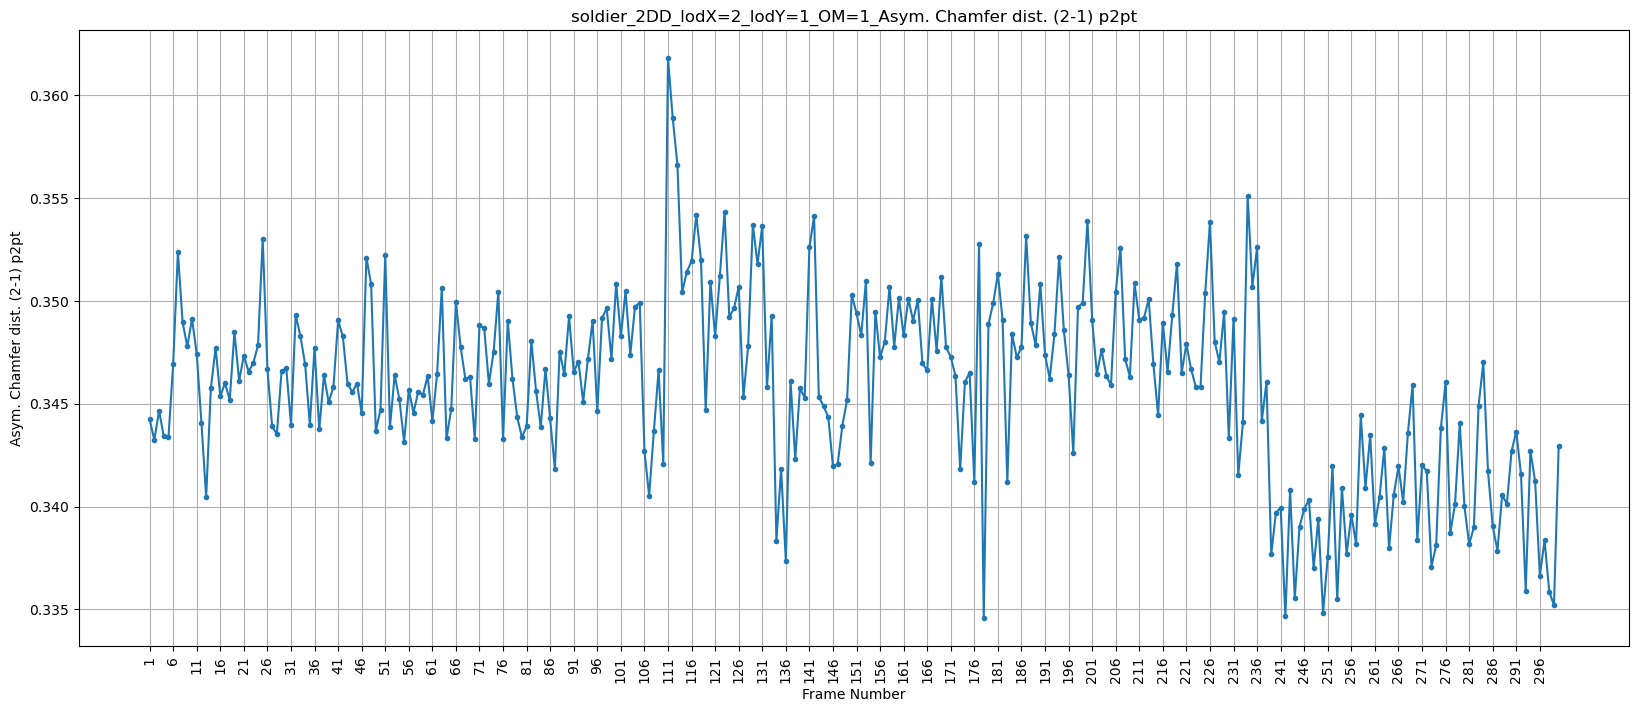 soldier_2DD_lodX=2_lodY=1_OM=1_Asym. Chamfer dist. (2-1) p2pt
Asym. Chamfer dist. (2-1) p2pt
0.360
0.355
0.350
0.345
0.340
0.335
1 6 11 16 21 26 31 36 41 46 51 56 61 66 71 76 81 86 91 96 101 106 111 116 121 126 131 136 141 146 151 156 161 166 171 176 181 186 191 196 201 206 211 216 221 226 231 236 241 246 251 256 261 266 271 276 281 286 291 296
Frame Number